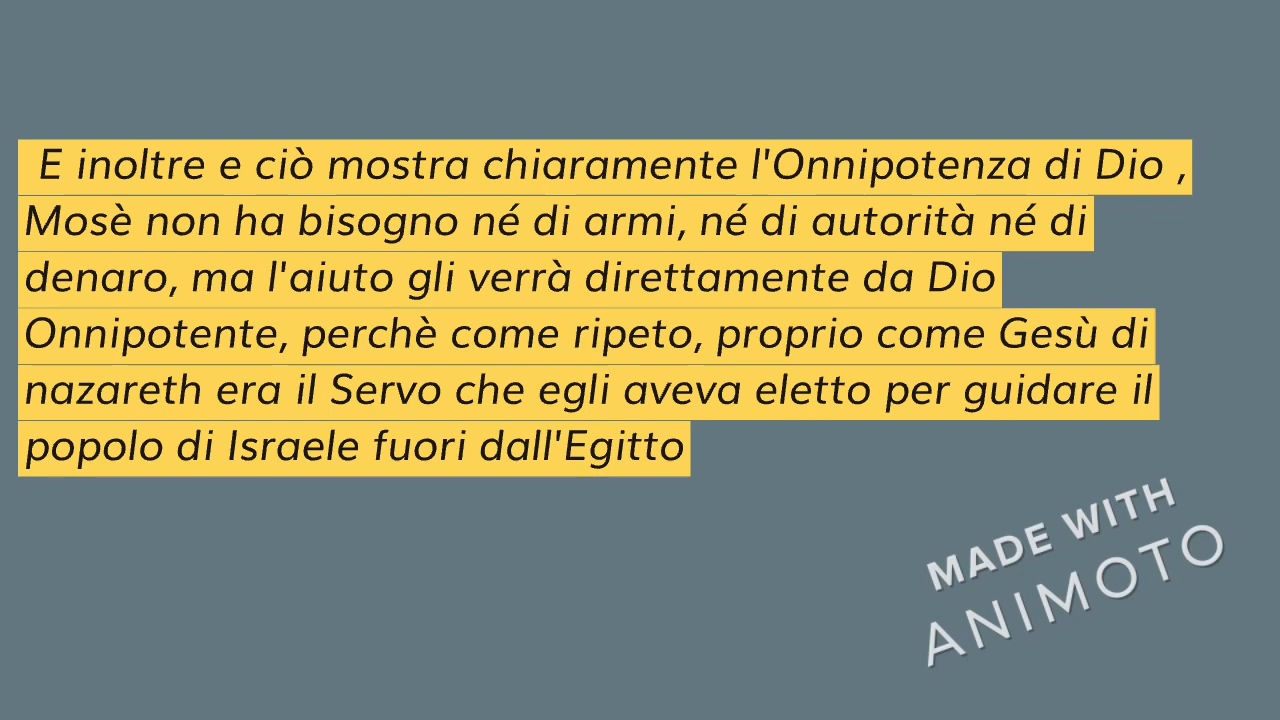 E inoltre e ciò mostra chiaramente l'Onnipotenza di Dio ,
Mosè non ha bisogno né di armi, né di autorità né di
denaro, ma l'aiuto gli verrà direttamente da Dio
Onnipotente, perchè come ripeto, proprio come Gesù di
nazareth era il Servo che egli aveva eletto per guidare il
popolo di Israele fuori dall'Egitto
MADE WITH
ANIMOTO